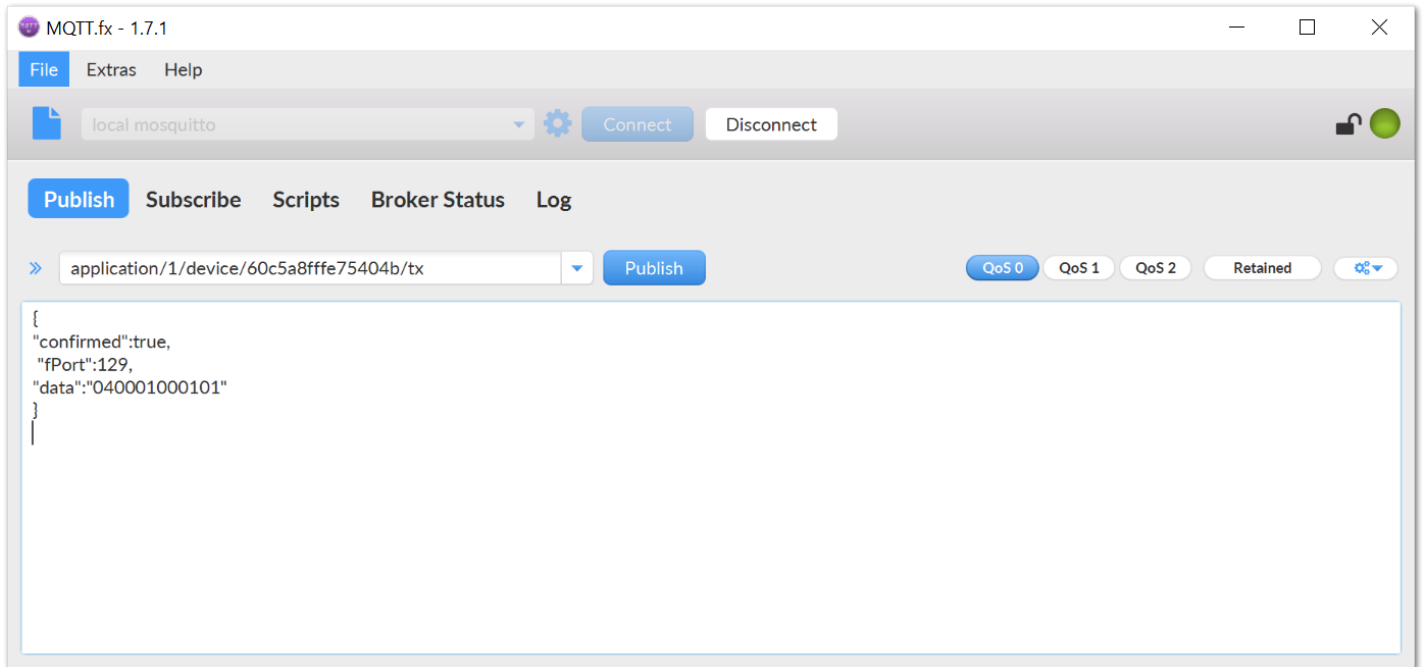 MQTT.fx - 1.7.1
File Extras Help
local mosquitto Connect Disconnect
Publish Subscribe Scripts Broker Status Log
application/1/device/60c5a8fffe75404b/tx Publish QoS 0 QoS 1 QoS 2 Retained
{
"confirmed":true,
"fPort":129,
"data":"040001000101"
}